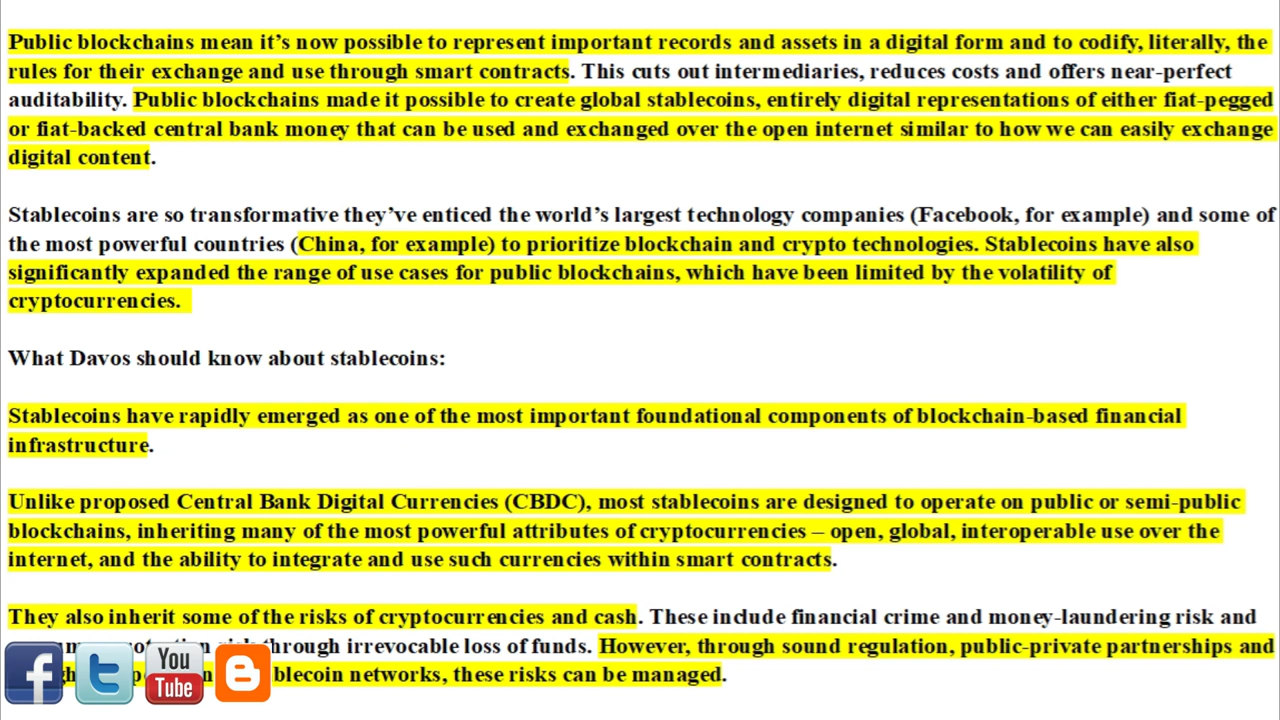 Public blockchains mean it’s now possible to represent important records and assets in a digital form and to codify, literally, the
rules for their exchange and use through smart contracts. This cuts out intermediaries, reduces costs and offers near-perfect
auditability. Public blockchains made it possible to create global stablecoins, entirely digital representations of either fiat-pegged
or fiat-backed central bank money that can be used and exchanged over the open internet similar to how we can easily exchange
digital content.
Stablecoins are so transformative they’ve enticed the world’s largest technology companies (Facebook, for example) and some of
the most powerful countries (China, for example) to prioritize blockchain and crypto technologies. Stablecoins have also
significantly expanded the range of use cases for public blockchains, which have been limited by the volatility of
cryptocurrencies.
What Davos should know about stablecoins:
Stablecoins have rapidly emerged as one of the most important foundational components of blockchain-based financial
infrastructure.
Unlike proposed Central Bank Digital Currencies (CBDC), most stablecoins are designed to operate on public or semi-public
blockchains, inheriting many of the most powerful attributes of cryptocurrencies – open, global, interoperable use over the
internet, and the ability to integrate and use such currencies within smart contracts.
They also inherit some of the risks of cryptocurrencies and cash. These include financial crime and money-laundering risk and
through irrevocable loss of funds. However, through sound regulation, public-private partnerships and
networks, these risks can be managed.
You
Tube